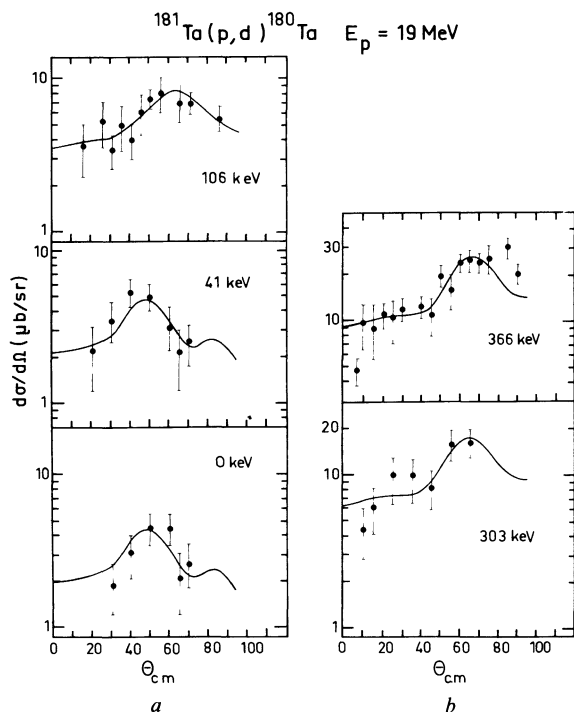 181Ta(p,d)180Ta Ep = 19 MeV
dσ/dΩ (μb/sr)
10
1
106 keV
10
1
41 keV
10
1
0 keV
0 20 40 60 80 100
Θc.m
a
30
10
366 keV
20
10
1
303 keV
0 20 40 60 80 100
Θc.m
b